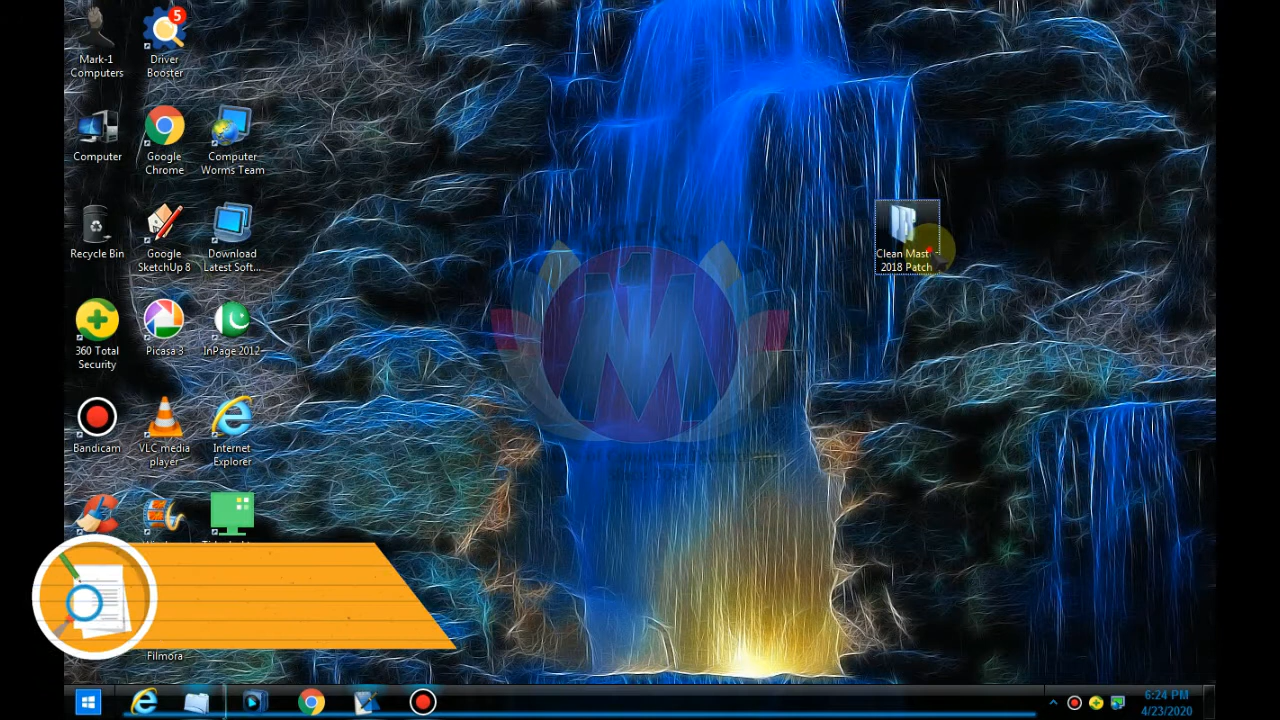 Mark-1
Computers
Driver
Booster
5
Computer
Google
Chrome
Computer
Worms Team
Recycle Bin
Google
SketchUp 8
Download
Latest Soft...
360 Total
Security
Picasa 3
InPage 2012
Bandicam
VLC media
player
Internet
Explorer
Filmora
Clean Mast
2018 Patch
M
6:24 PM
4/23/2020